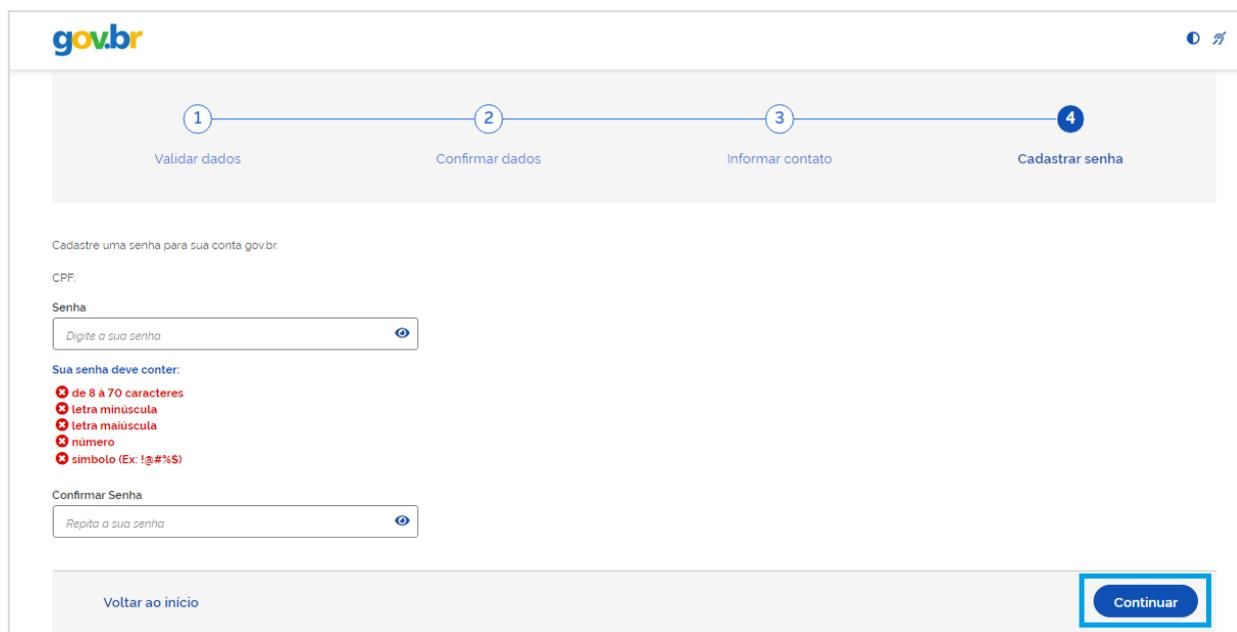 gov.br
1
2
3
4
Validar dados
Confirmar dados
Informar contato
Cadastrar senha
Cadastre uma senha para sua conta gov.br.
CPF:
Senha
Digite a sua senha
Sua senha deve conter:
de 8 à 70 caracteres
letra minúscula
letra maiúscula
número
símbolo (Ex: !@#%$)
Confirmar Senha
Repita a sua senha
Voltar ao início
Continuar